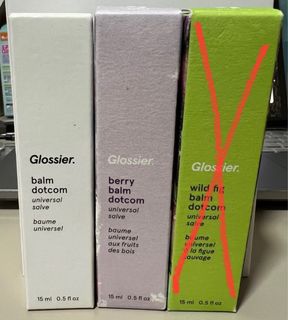 Glossier.
balm
dotcom
universal
salve
baume
universel
15 ml 0.5 fl oz
Glossier.
berry
balm
dotcom
universal
salve
baume
universel
aux fruits
des bois
15 ml 0.5 fl oz
Glossier.
wild fig
balm
dotcom
universal
salve
baume
universel
à la figue
sauvage
15 ml 0.5 fl oz